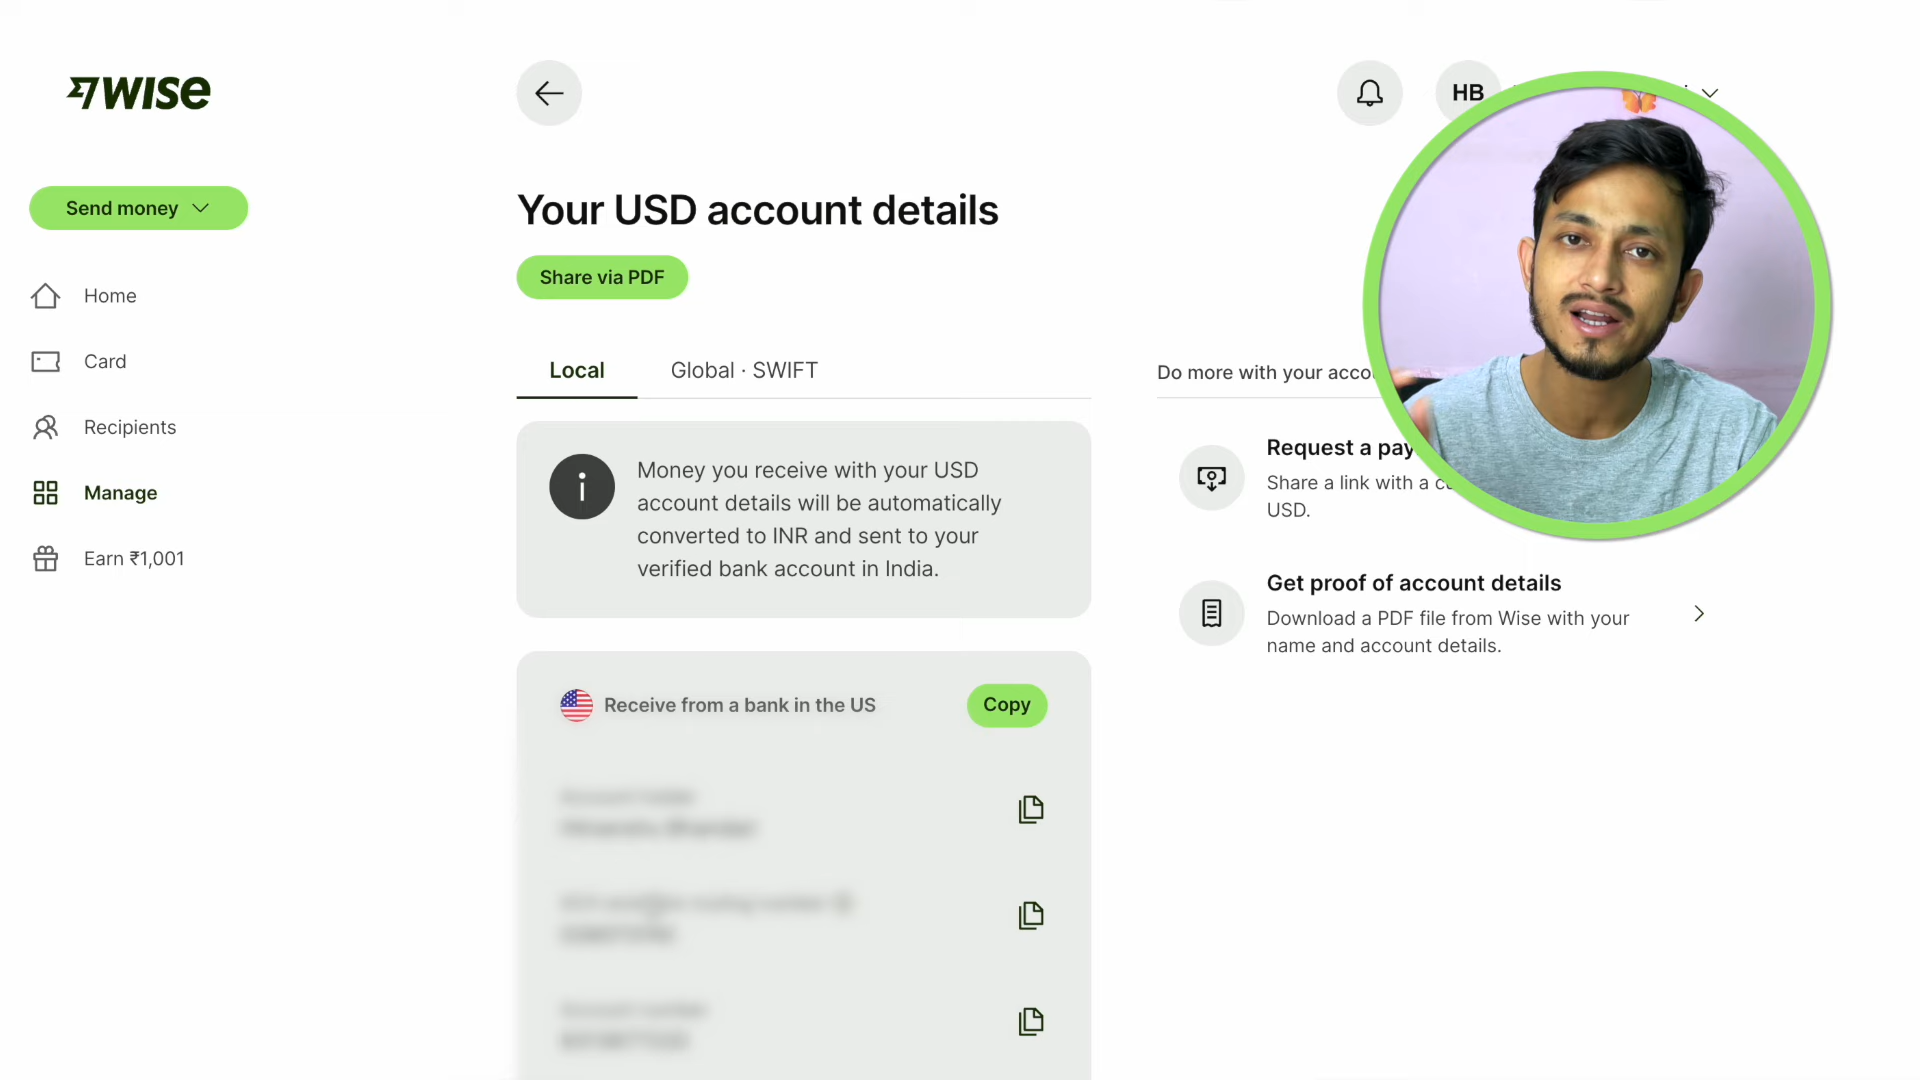 WISE
HB
Send money
Home
Card
Recipients
Manage
Earn ₹1,001
Your USD account details
Share via PDF
Local
Global · SWIFT
Money you receive with your USD
account details will be automatically
converted to INR and sent to your
verified bank account in India.
Receive from a bank in the US
Copy
Do more with your
Request a
Share a link with a
USD.
Get proof of account details
Download a PDF file from Wise with your
name and account details.